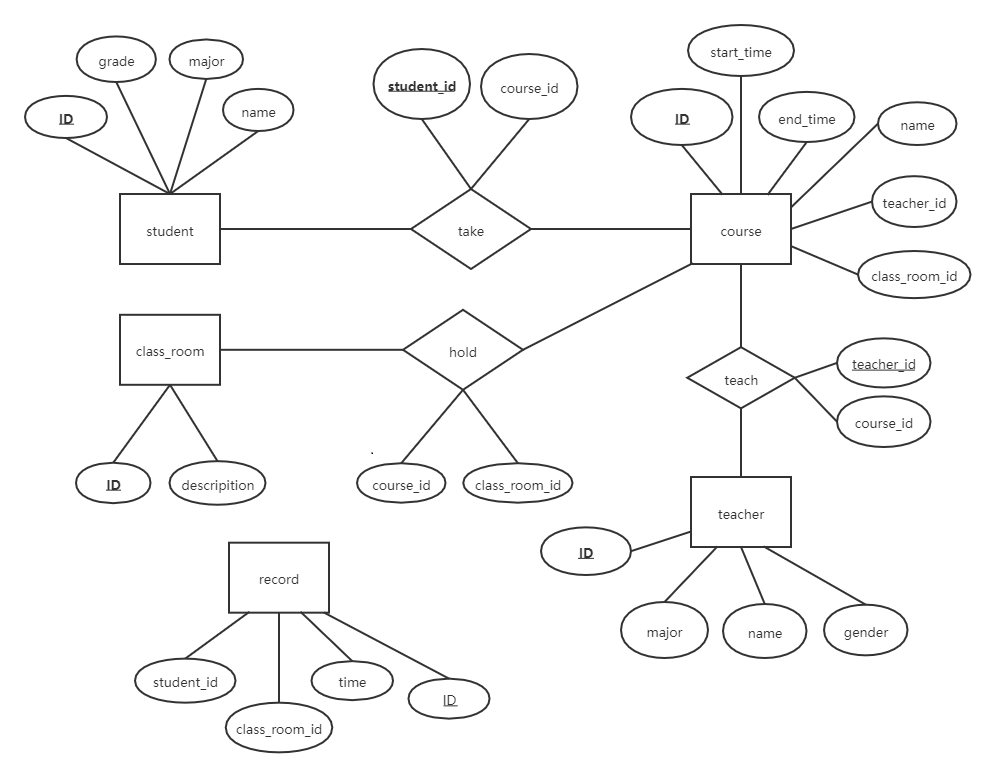 start_time
grade
major
student_id
course_id
ID
name
ID
end_time
name
student
take
course
teacher_id
class_room_id
class_room
hold
teach
teacher_id
course_id
ID
descripition
course_id
class_room_id
teacher
ID
record
major
name
gender
student_id
time
ID
class_room_id